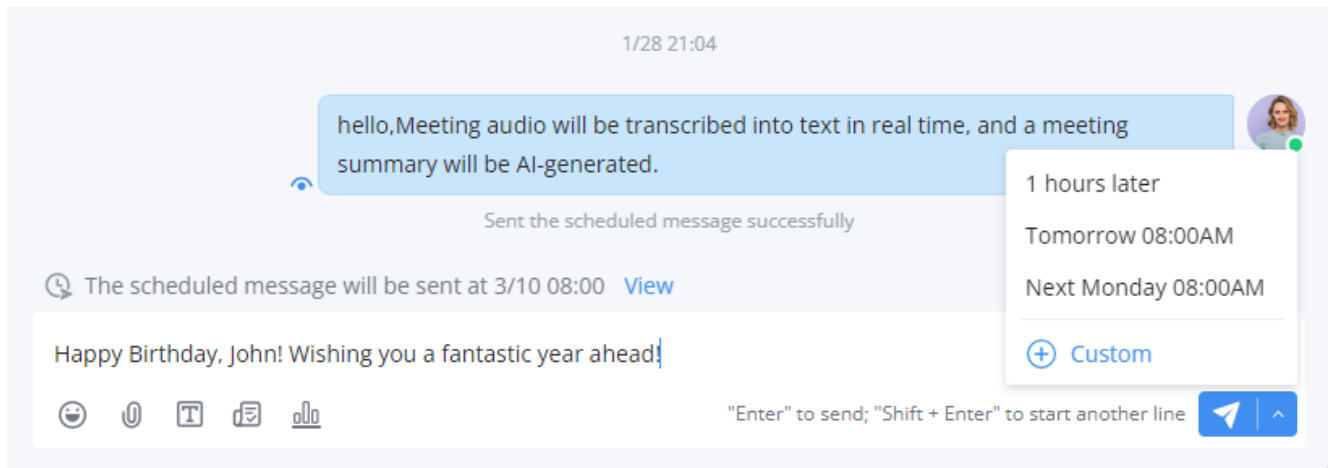 1/28 21:04
hello,Meeting audio will be transcribed into text in real time, and a meeting
summary will be AI-generated.
Sent the scheduled message successfully
The scheduled message will be sent at 3/10 08:00 View
1 hours later
Tomorrow 08:00AM
Next Monday 08:00AM
Custom
Happy Birthday, John! Wishing you a fantastic year ahead!
"Enter" to send; "Shift + Enter" to start another line